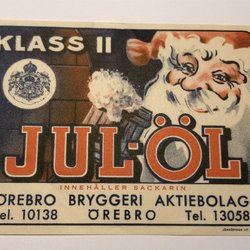 KLASS II
JUL-ÖL
INNEHÅLLER SACKARIN
ÖREBRO BRYGGERI AKTIEBOLAG
Tel. 10138 ÖREBRO Tel. 13058